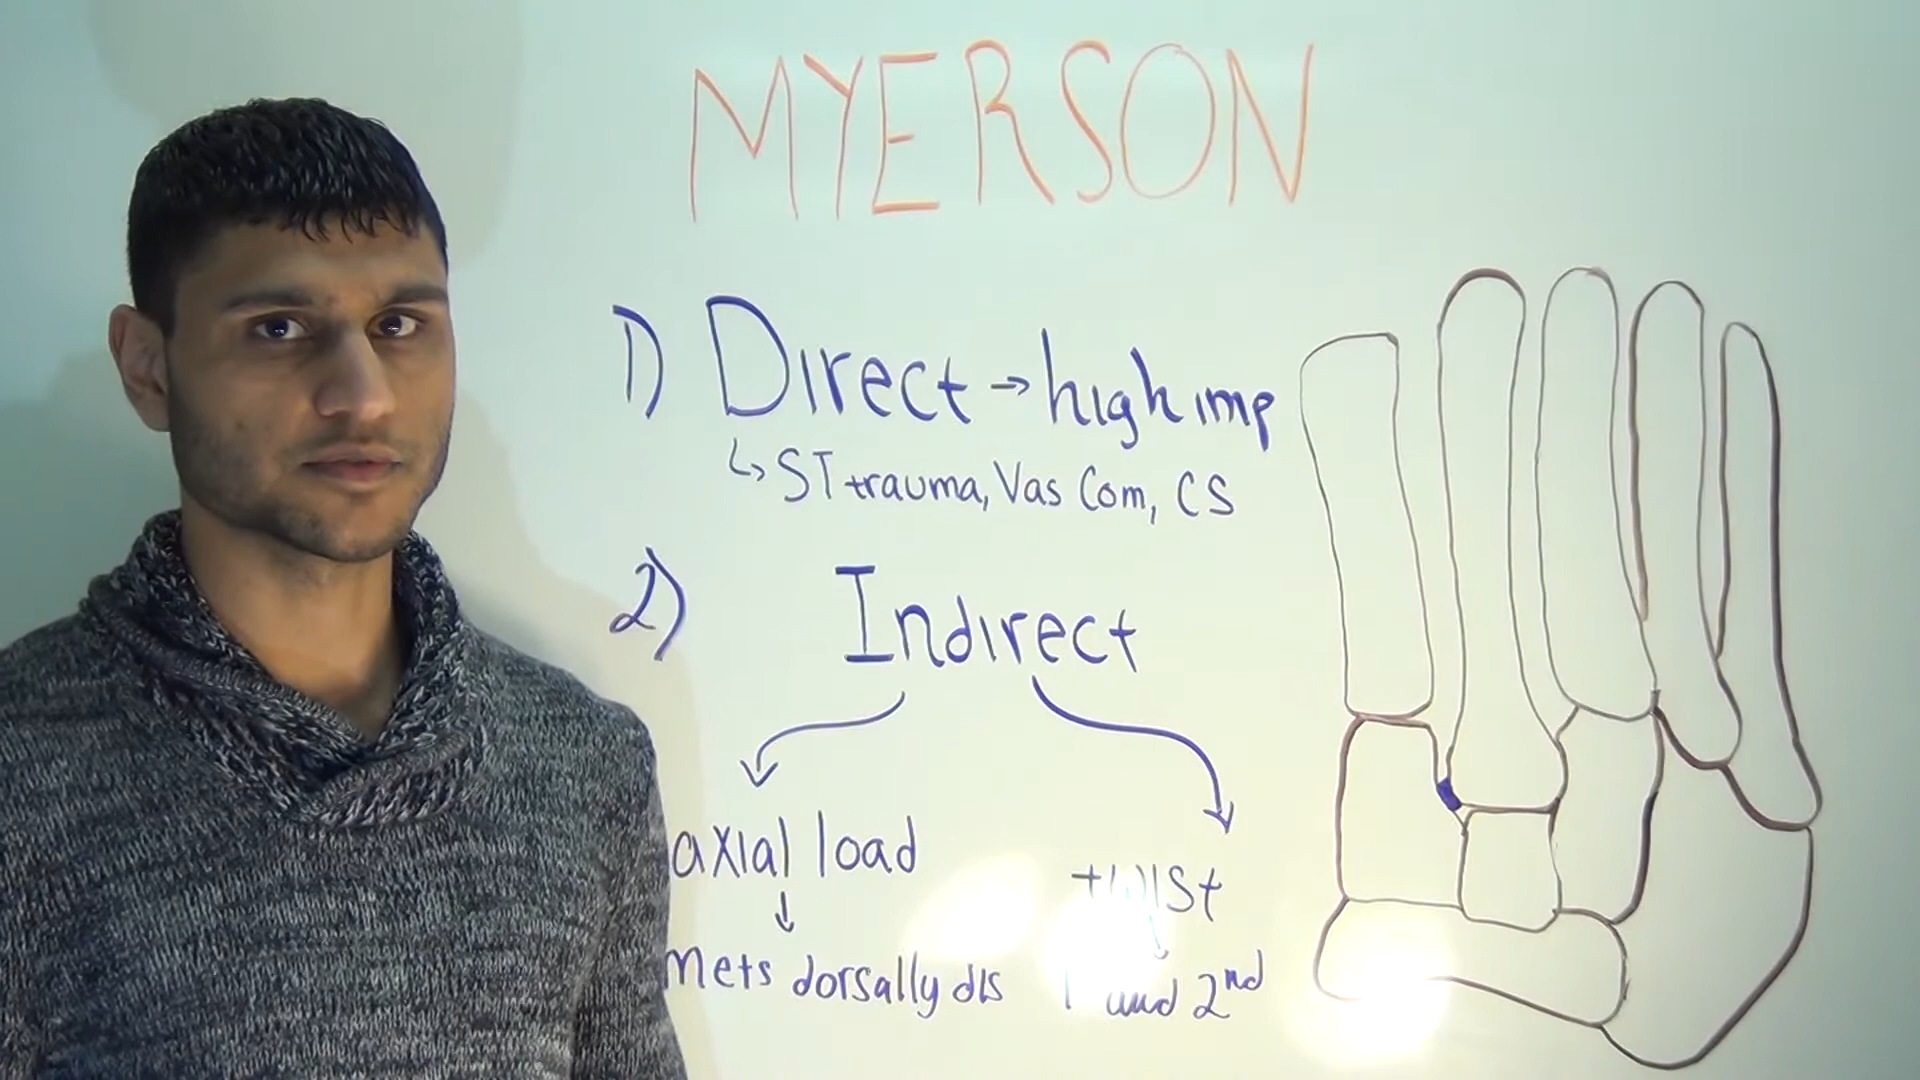 MYERSON
1) Direct → high imp
↳ ST trauma, Vas Com, CS
2) Indirect
axial load
twist
↓
Mets dorsally dis
and 2nd